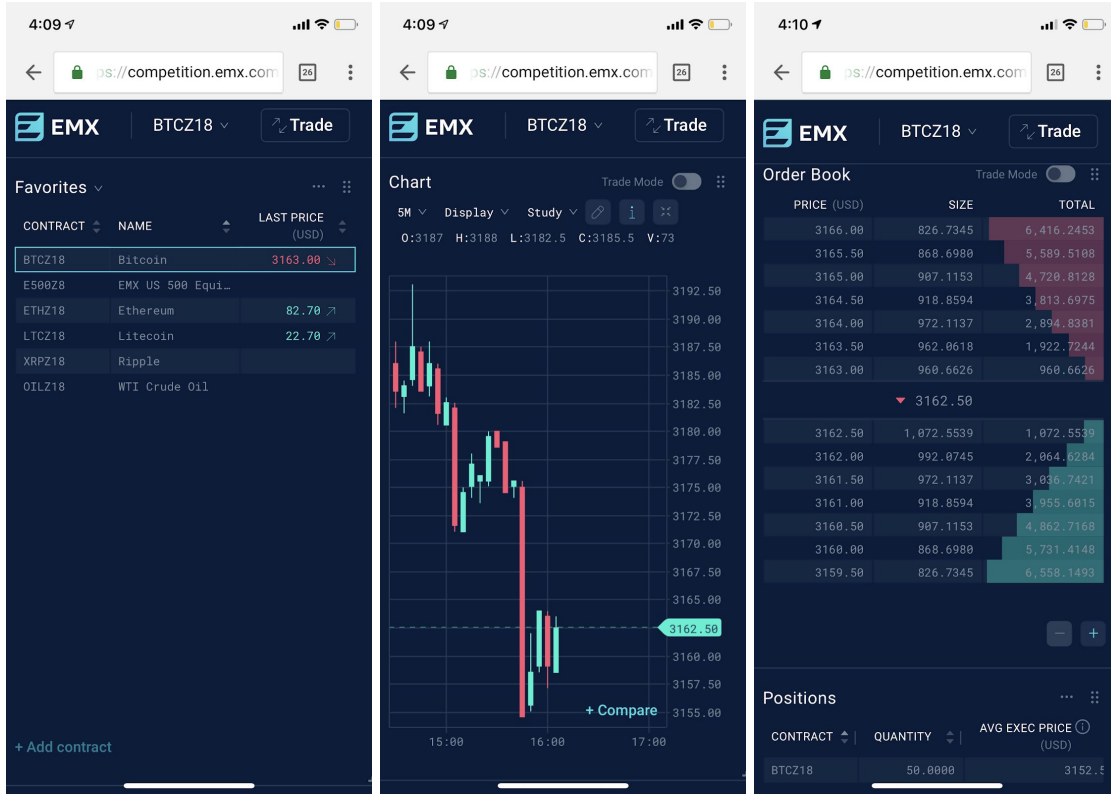 4:09
ps://competition.emx.com
26
EMX
BTCZ18
Trade
Favorites
CONTRACT NAME LAST PRICE (USD)
BTCZ18 Bitcoin 3163.00
E500Z8 EMX US 500 Equi…
ETHZ18 Ethereum 82.70
LTCZ18 Litecoin 22.70
XRPZ18 Ripple
OILZ18 WTI Crude Oil
+ Add contract
4:09
ps://competition.emx.com
26
EMX
BTCZ18
Trade
Chart
Trade Mode
5M Display Study i
O:3187 H:3188 L:3182.5 C:3185.5 V:73
3192.50
3190.00
3187.50
3185.00
3182.50
3180.00
3177.50
3175.00
3172.50
3170.00
3167.50
3165.00
3162.50
3160.00
3157.50
+ Compare
3155.00
15:00 16:00 17:00
4:10
ps://competition.emx.com
26
EMX
BTCZ18
Trade
Order Book
Trade Mode
PRICE (USD) SIZE TOTAL
3166.00 826.7345 6,416.2453
3165.50 868.6980 5,589.5108
3165.00 907.1153 4,720.8128
3164.50 918.8594 3,813.6975
3164.00 972.1137 2,894.8381
3163.50 962.0618 1,922.7244
3163.00 960.6626 960.6626
3162.50
3162.50 1,072.5539 1,072.5539
3162.00 992.0745 2,064.6284
3161.50 972.1137 3,036.7421
3161.00 918.8594 3,955.6015
3160.50 907.1153 4,862.7168
3160.00 868.6980 5,731.4148
3159.50 826.7345 6,558.1493
− +
Positions
CONTRACT QUANTITY AVG EXEC PRICE (USD)
BTCZ18 50.0000 3152.5